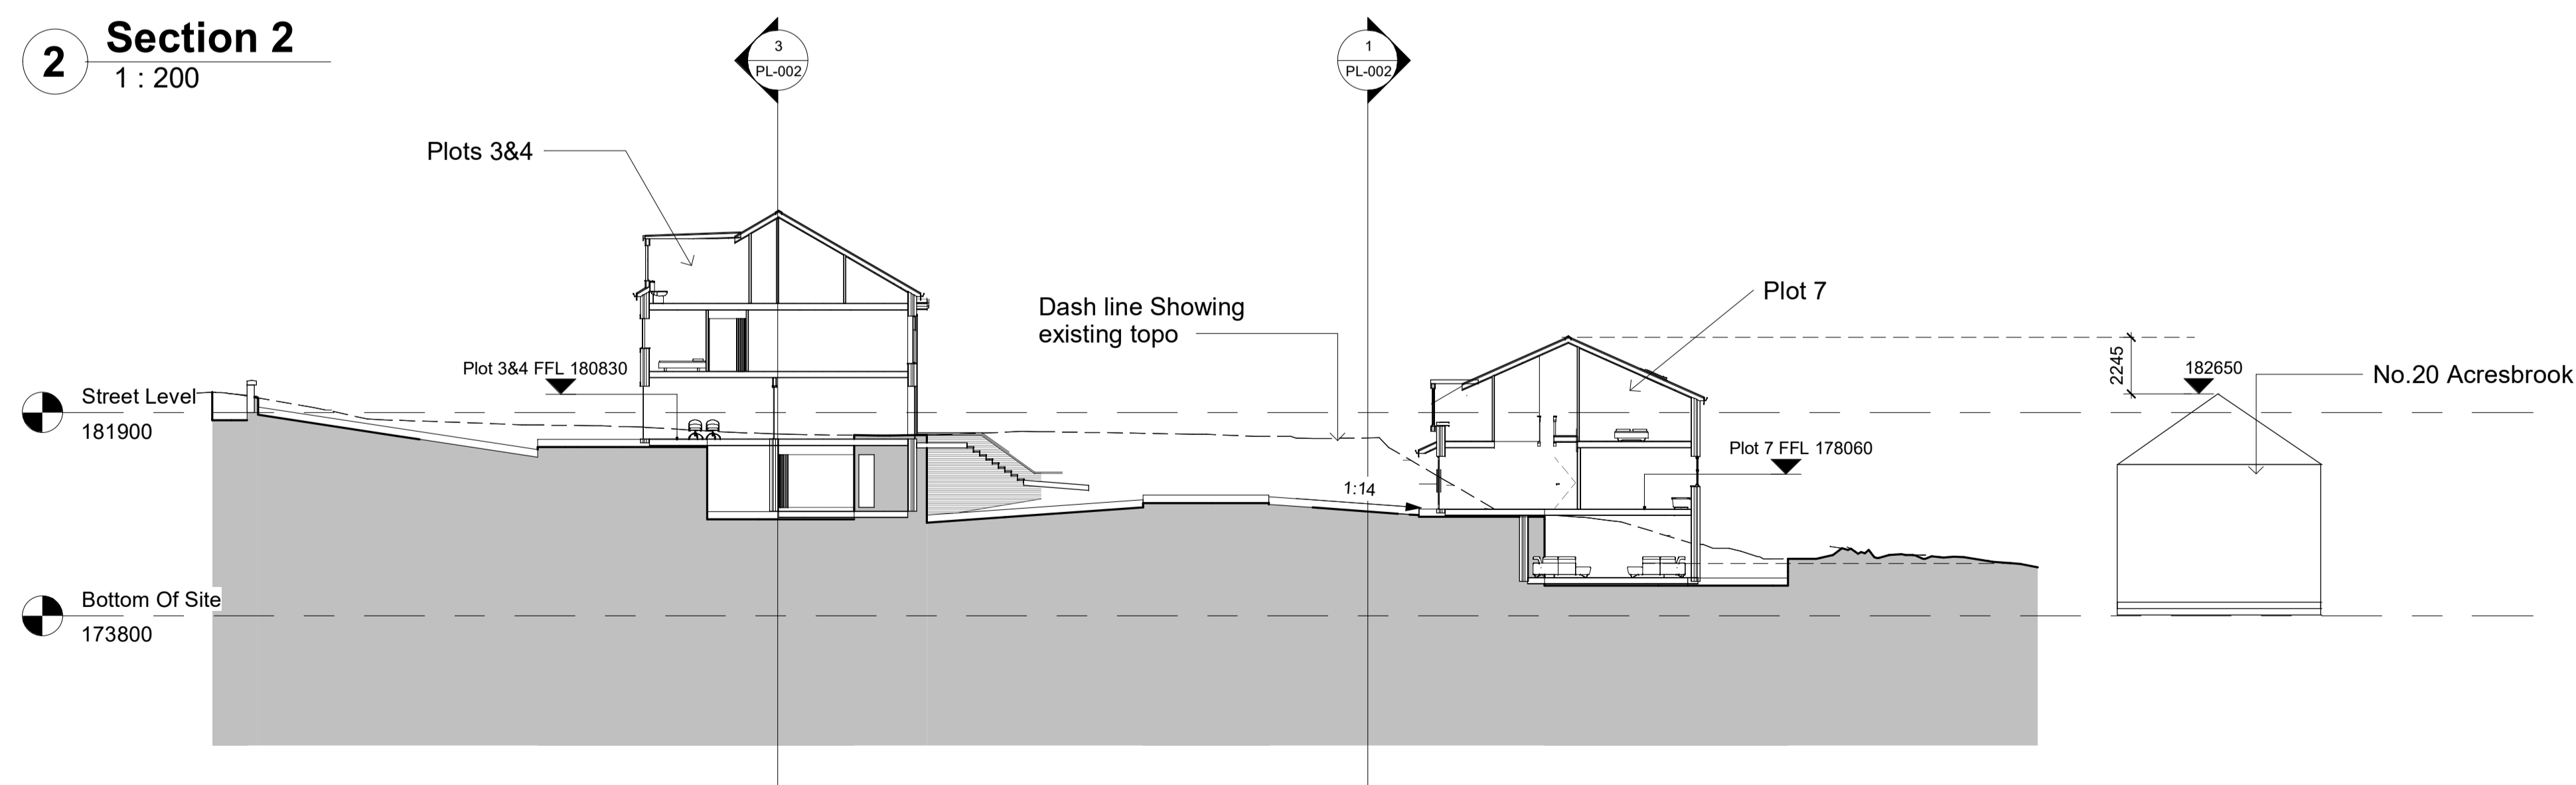 2
Section 2
1 : 200
3
PL-002
1
PL-002
Plots 3&4
Plot 7
Dash line Showing
existing topo
2245
182650
No.20 Acresbrook
Plot 3&4 FFL 180830
Street Level
181900
Plot 7 FFL 178060
1:14
Bottom Of Site
173800